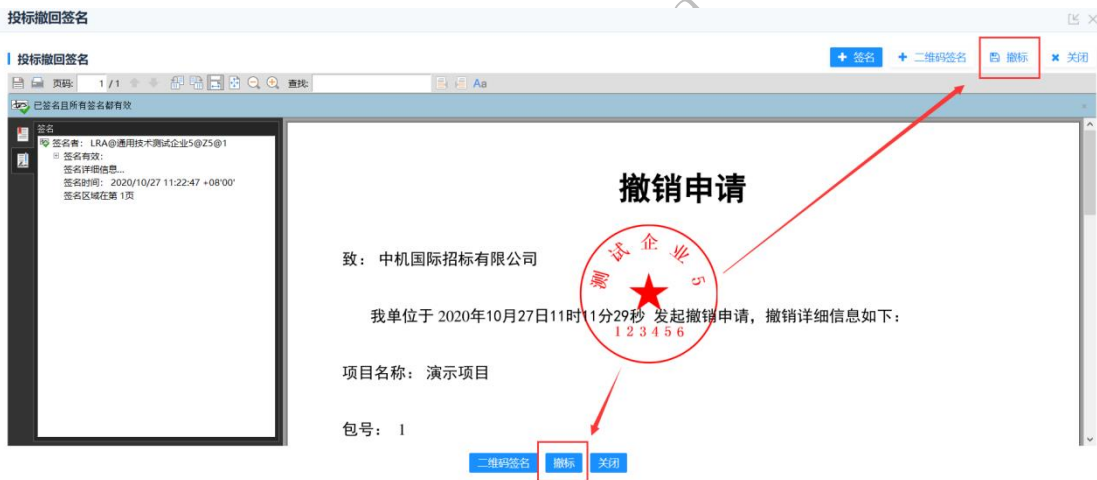 投标撤回签名
投标撤回签名
签名 二维码签名 撤标 关闭
页码: 1 / 1 查找: Aa
已签名且所有签名都有效
签名
签名者： LRA@通用技术测试企业5@Z5@1
签名有效:
签名详细信息...
签名时间： 2020/10/27 11:22:47 +08'00'
签名区域在第 1页
撤销申请
致： 中机国际招标有限公司
测试企业5
123456
我单位于 2020年10月27日11时11分29秒 发起撤销申请，撤销详细信息如下：
项目名称： 演示项目
包号： 1
二维码签名 撤标 关闭